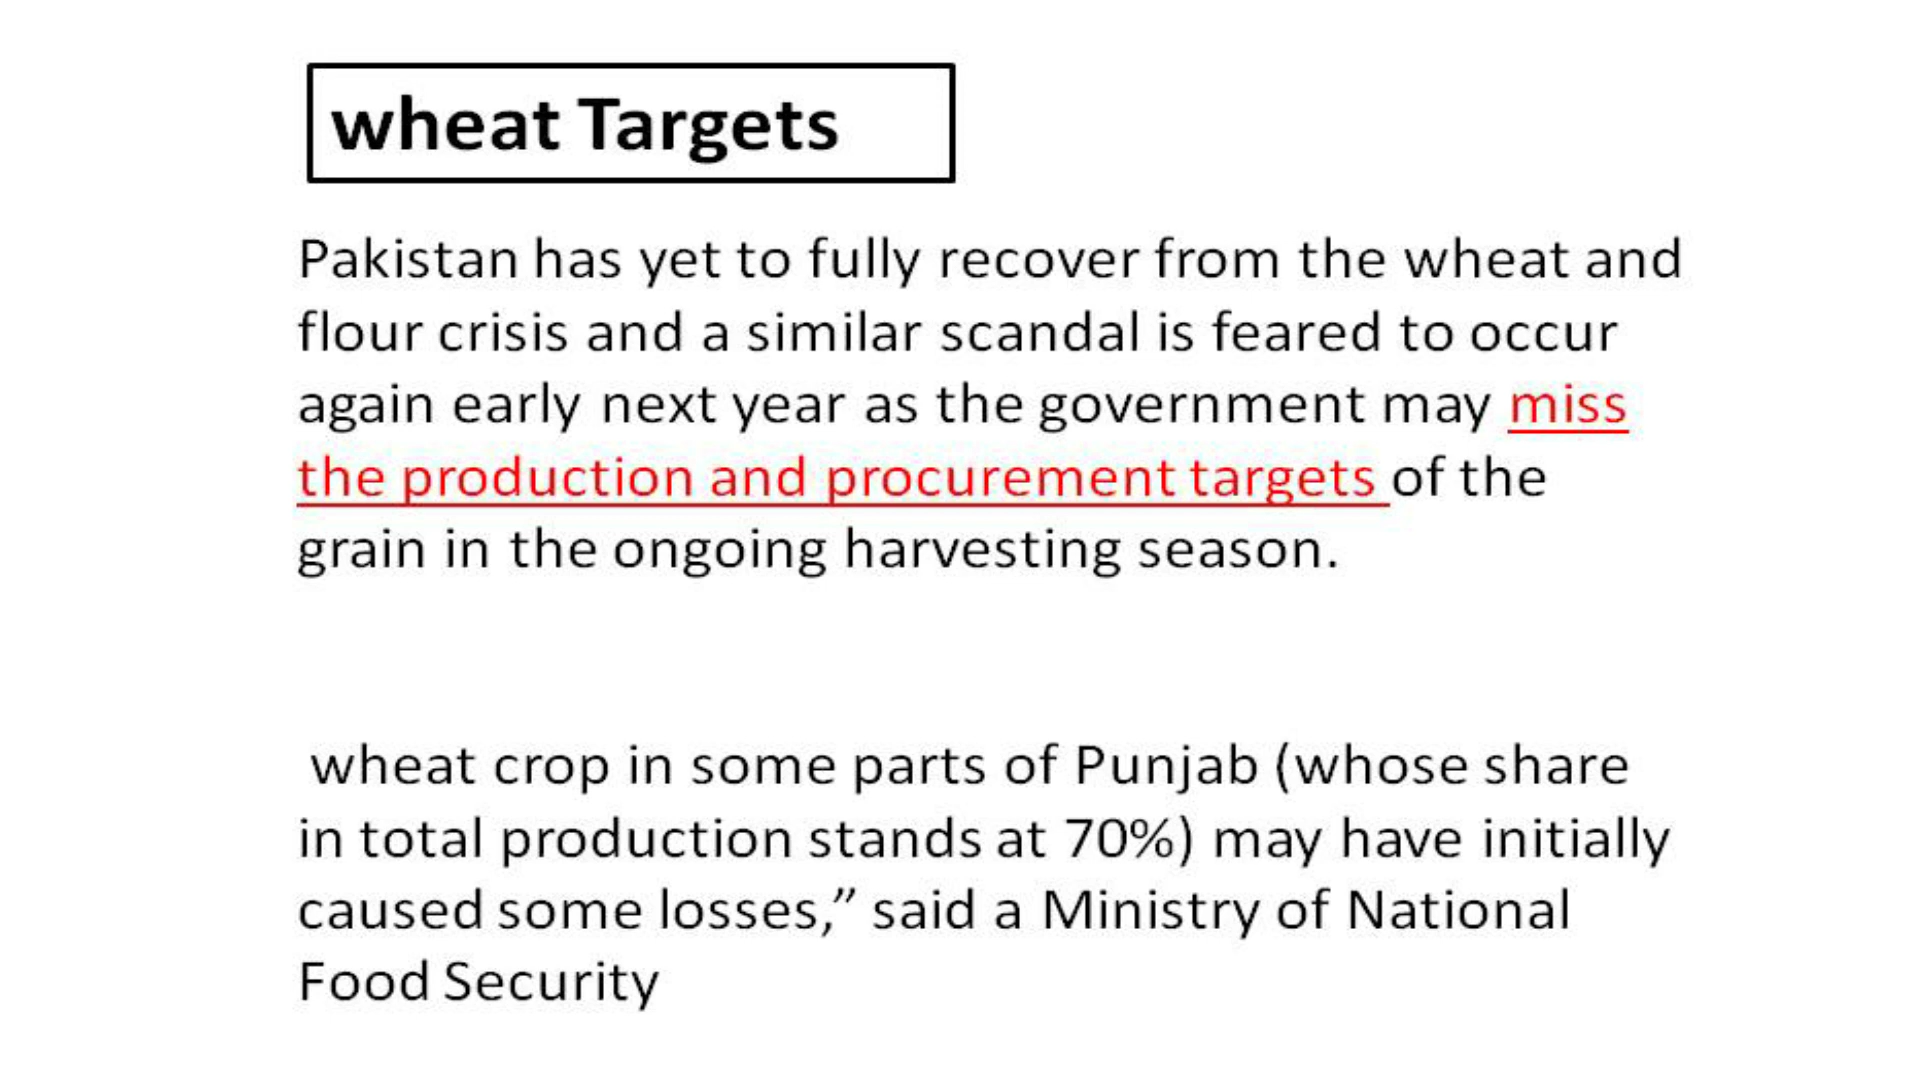 wheat Targets
Pakistan has yet to fully recover from the wheat and
flour crisis and a similar scandal is feared to occur
again early next year as the government may miss
the production and procurement targets of the
grain in the ongoing harvesting season.
wheat crop in some parts of Punjab (whose share
in total production stands at 70%) may have initially
caused some losses,” said a Ministry of National
Food Security